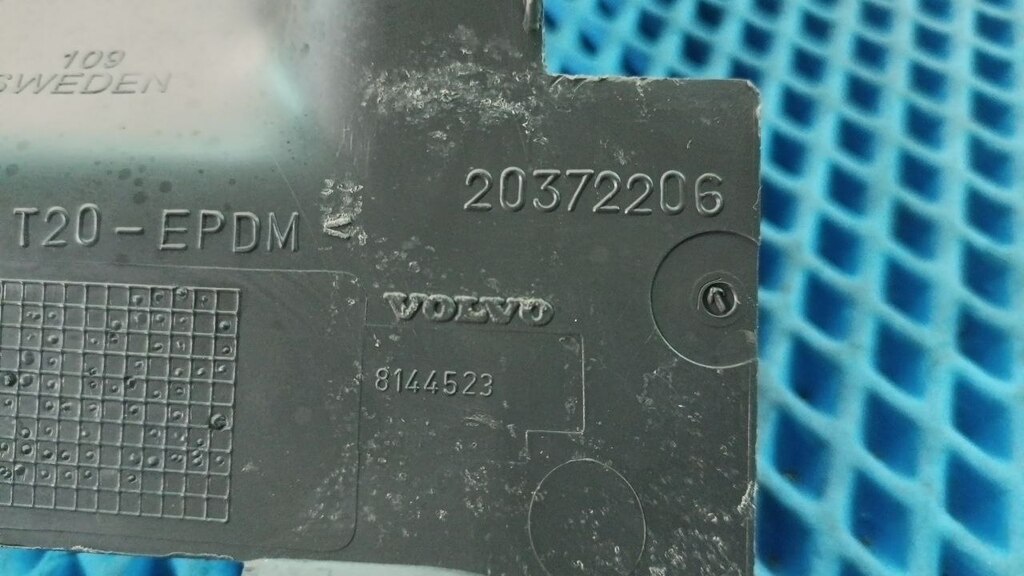 109
SWEDEN
20372206
T20-EPDM
VOLVO
8144523